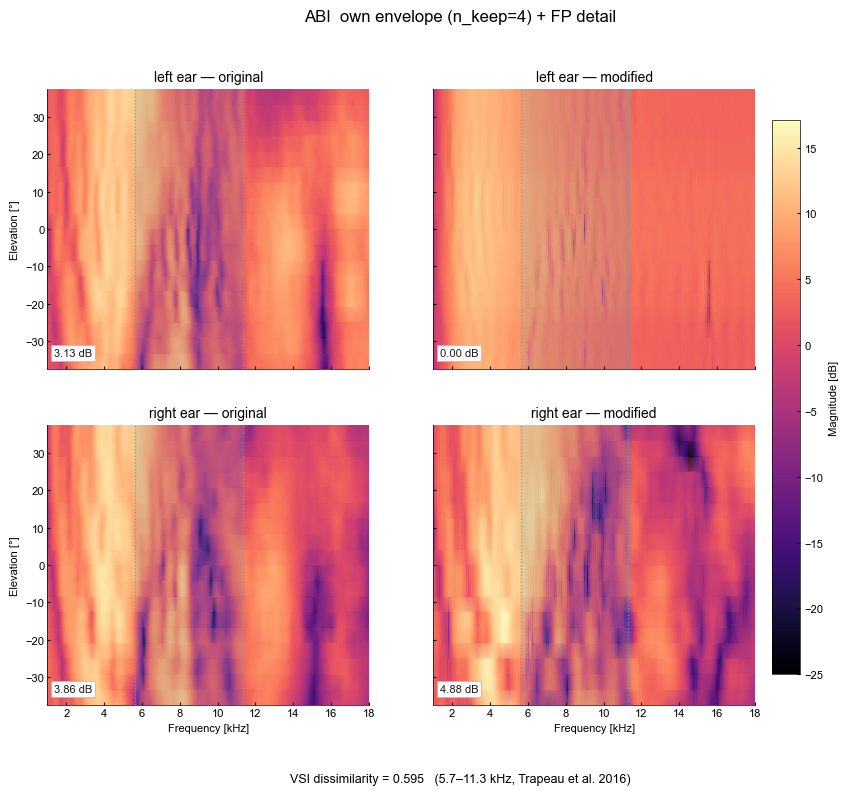 ABI  own envelope (n_keep=4) + FP detail
left ear — original
left ear — modified
Elevation [°]
30
20
10
0
−10
−20
−30
3.13 dB
0.00 dB
15
10
5
0
−5
−10
−15
−20
−25
Magnitude [dB]
right ear — original
right ear — modified
Elevation [°]
30
20
10
0
−10
−20
−30
3.86 dB
4.88 dB
2 4 6 8 10 12 14 16 18
2 4 6 8 10 12 14 16 18
Frequency [kHz]
Frequency [kHz]
VSI dissimilarity = 0.595   (5.7–11.3 kHz, Trapeau et al. 2016)